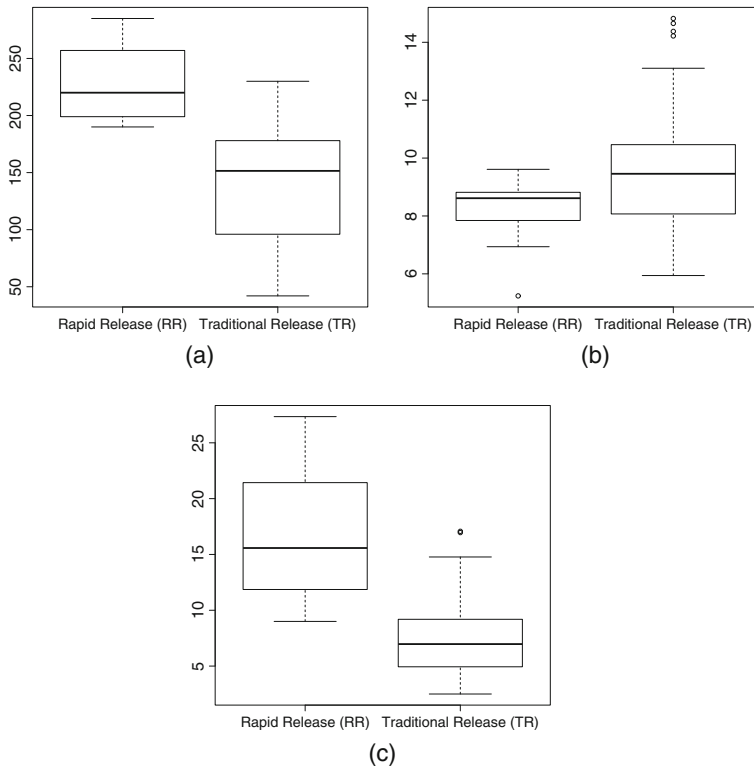 50 100 150 200 250
Rapid Release (RR) Traditional Release (TR)
(a)
6 8 10 12 14
Rapid Release (RR) Traditional Release (TR)
(b)
5 10 15 20 25
Rapid Release (RR) Traditional Release (TR)
(c)